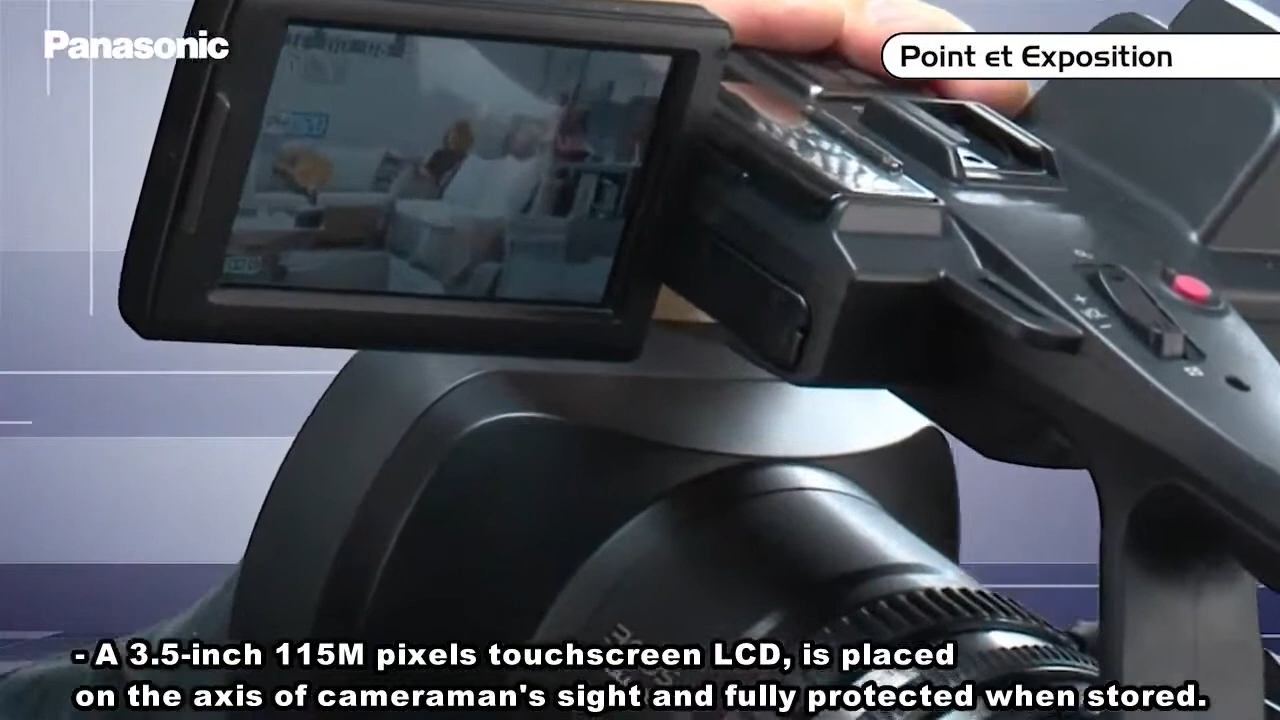 Panasonic
Point et Exposition
- A 3.5-inch 115M pixels touchscreen LCD, is placed
on the axis of cameraman's sight and fully protected when stored.